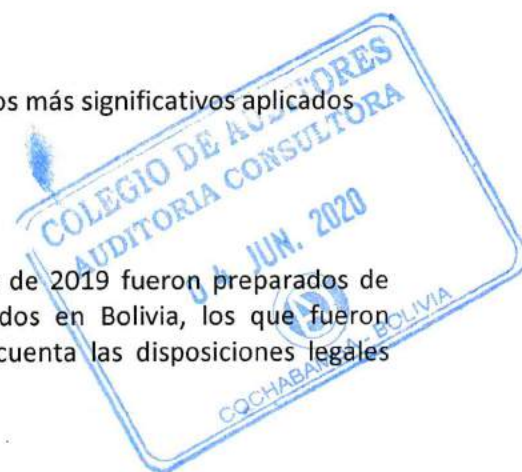 os más significativos aplicados
COLEGIO DE AUDITORES
AUDITORIA CONSULTORA
04 JUN. 2020
COCHABAMBA - BOLIVIA
de 2019 fueron preparados de
dos en Bolivia, los que fueron
cuenta las disposiciones legales